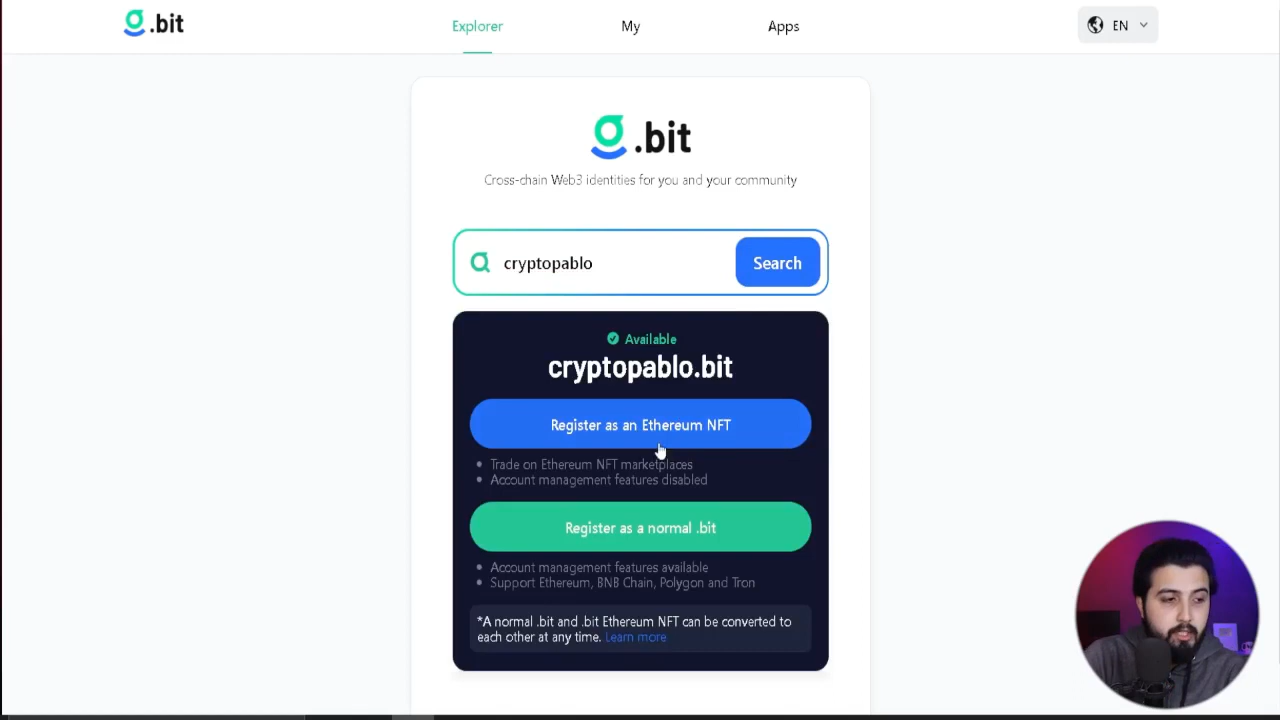 .bit
Explorer
My
Apps
EN
.bit
Cross-chain Web3 identities for you and your community
cryptopablo
Search
Available
cryptopablo.bit
Register as an Ethereum NFT
• Trade on Ethereum NFT marketplaces
• Account management features disabled
Register as a normal .bit
• Account management features available
• Support Ethereum, BNB Chain, Polygon and Tron
*A normal .bit and .bit Ethereum NFT can be converted to
each other at any time. Learn more